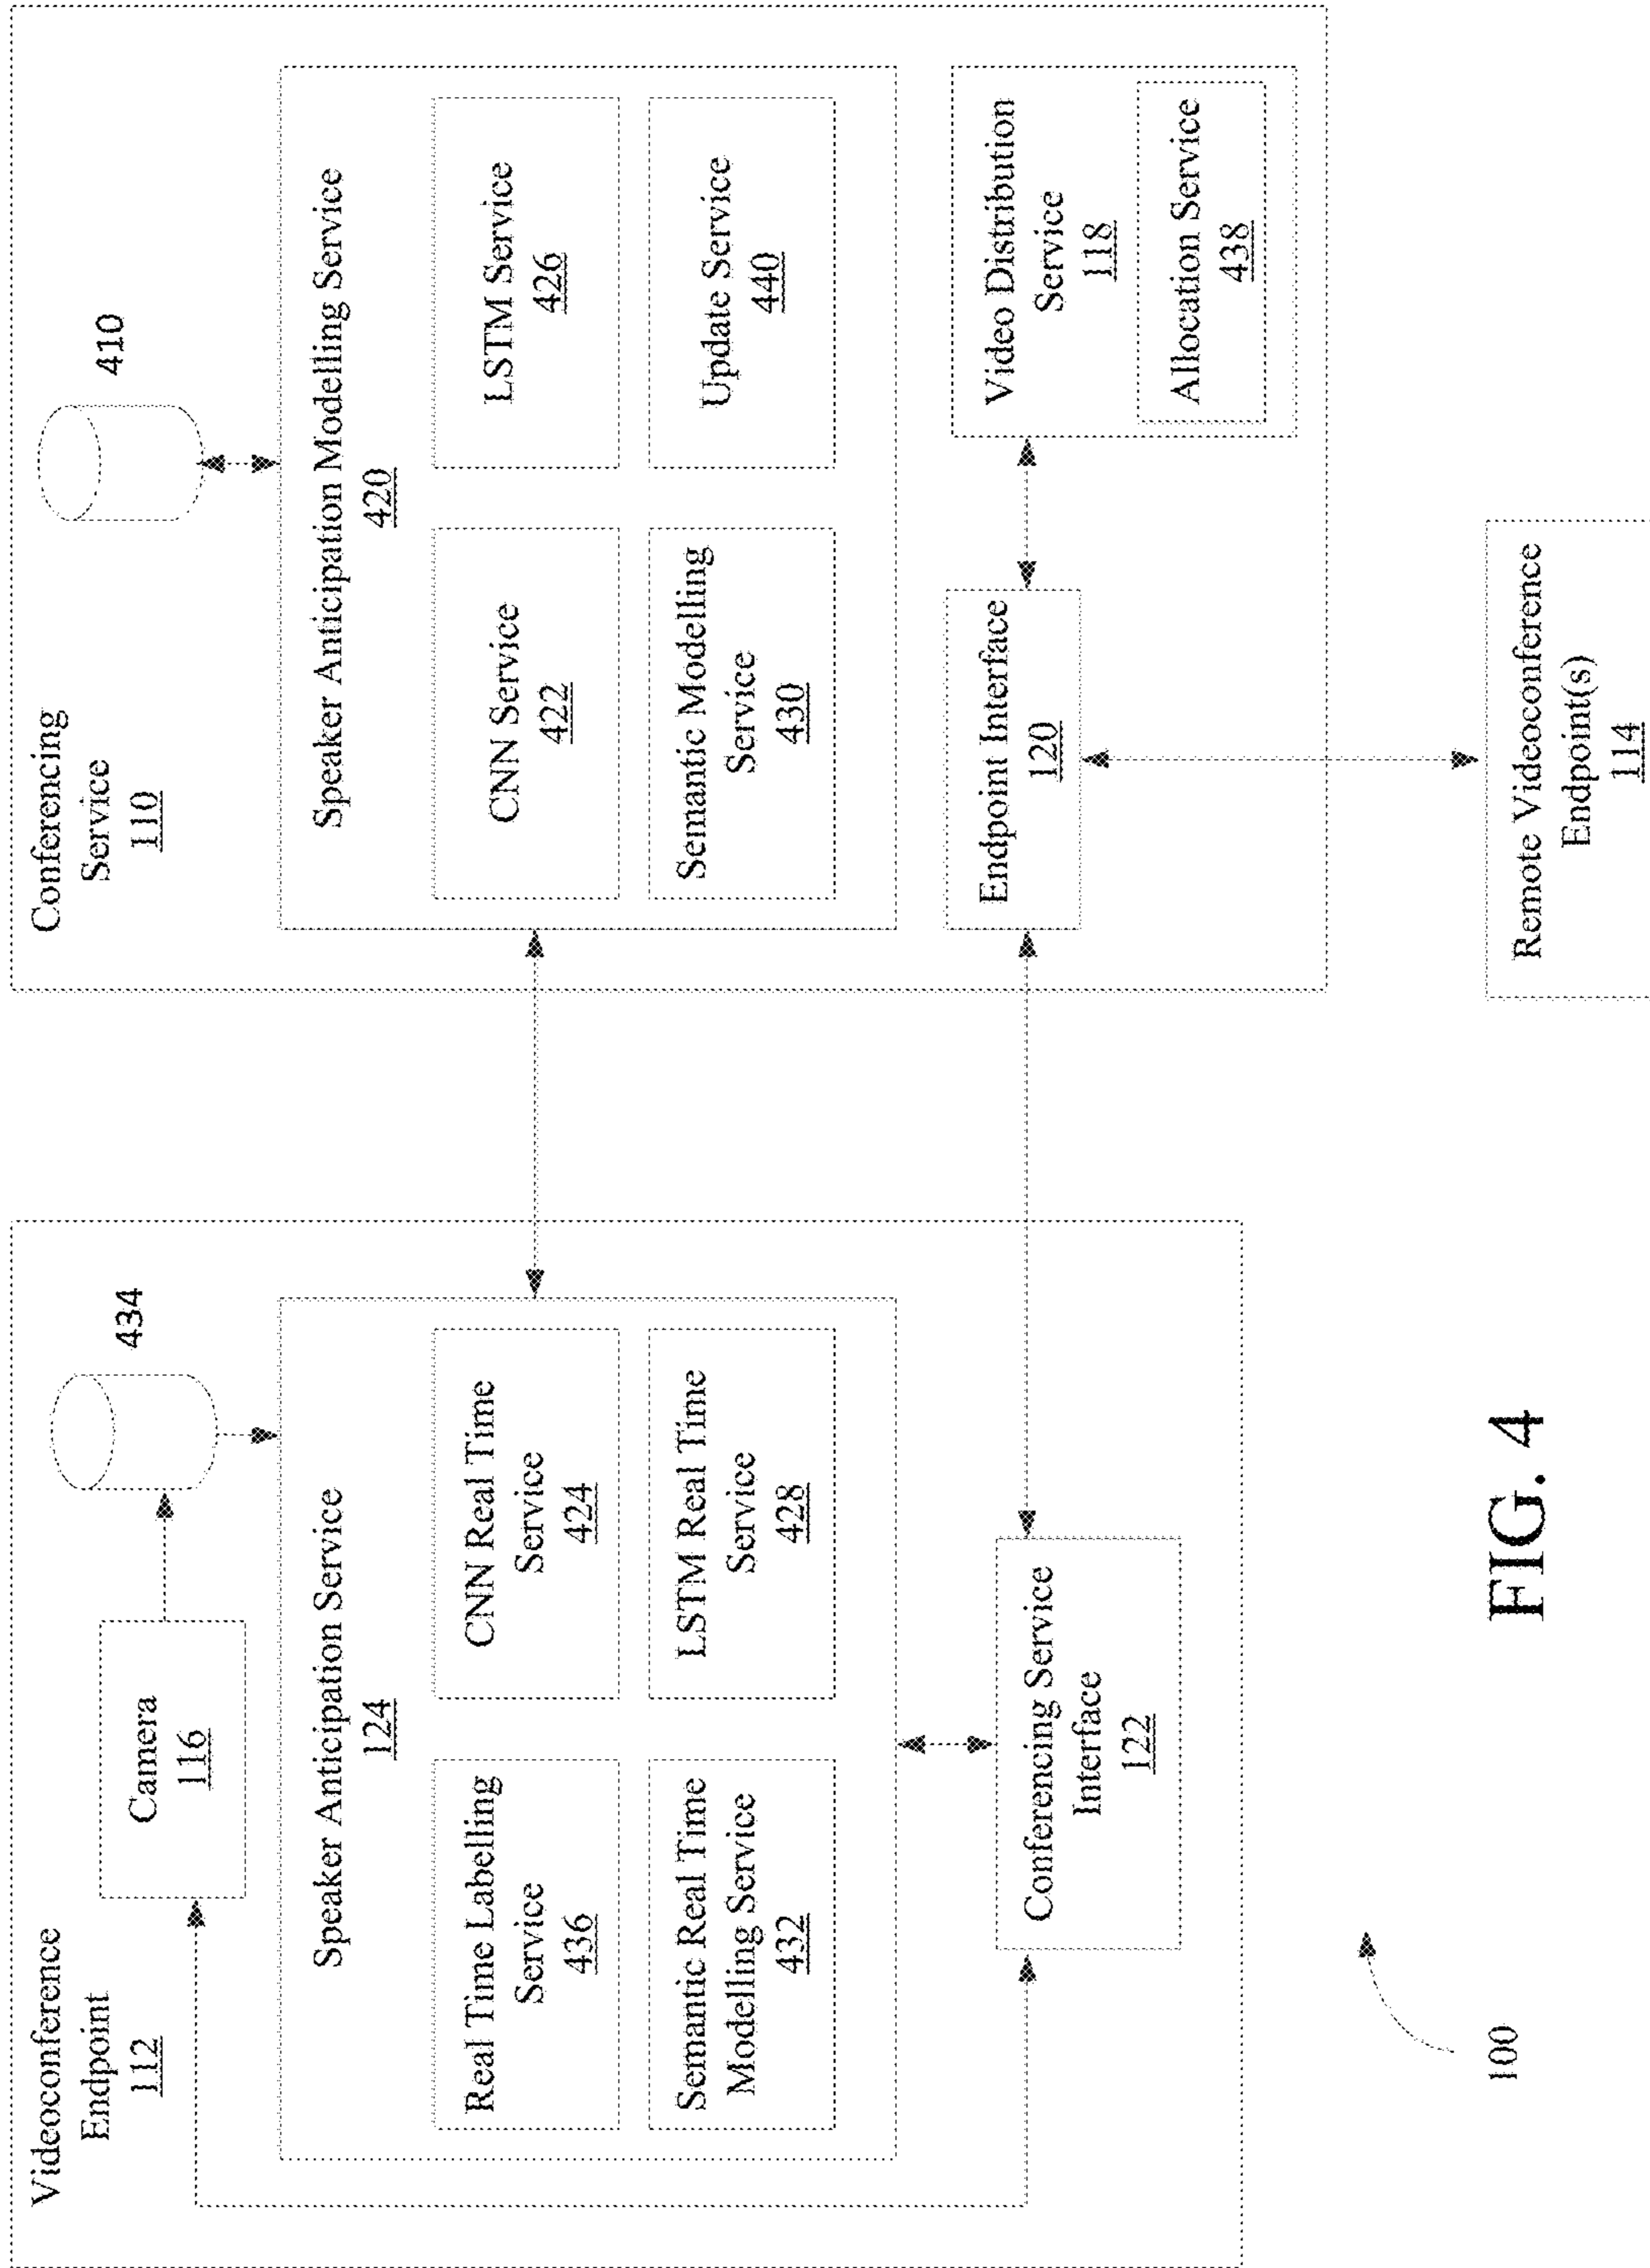 Videoconference
Endpoint
112
Camera
116
434
Speaker Anticipation Service
124
Real Time Labelling
Service
436
CNN Real Time
Service
424
Semantic Real Time
Modelling Service
432
LSTM Real Time
Service
428
Conferencing Service
Interface
122
Conferencing
Service
110
410
Speaker Anticipation Modelling Service
420
CNN Service
422
LSTM Service
426
Semantic Modelling
Service
430
Update Service
440
Endpoint Interface
120
Video Distribution
Service
118
Allocation Service
438
Remote Videoconference
Endpoint(s)
114
100
FIG. 4